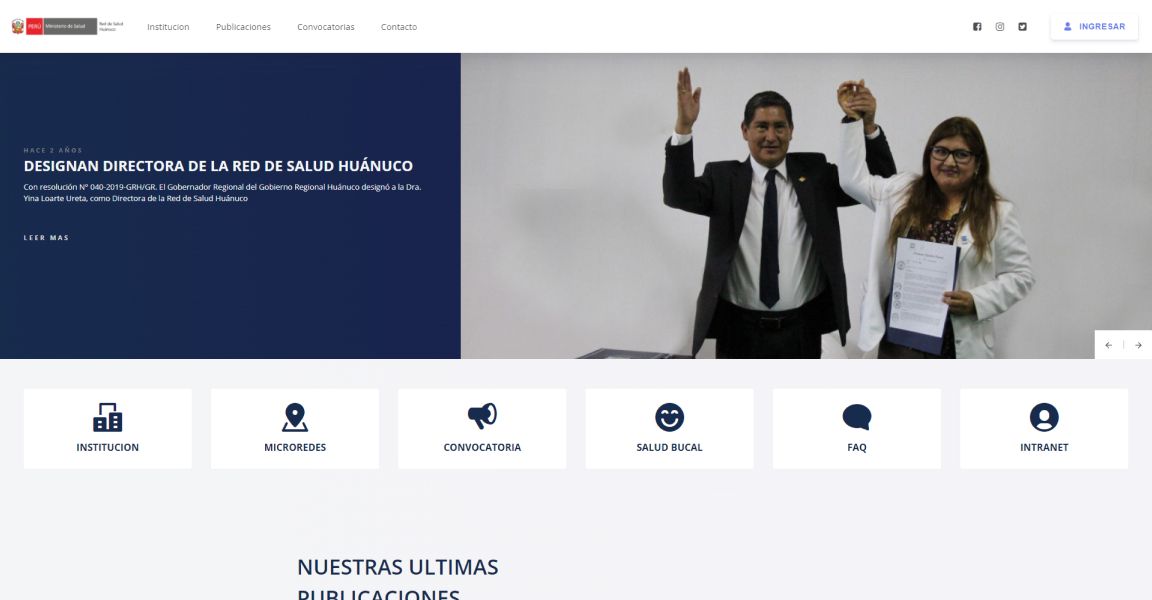 PERÚ
Ministerio de Salud
Red de Salud
Huánuco
Institucion
Publicaciones
Convocatorias
Contacto
INGRESAR
HACE 2 AÑOS
DESIGNAN DIRECTORA DE LA RED DE SALUD HUÁNUCO
Con resolución Nº 040-2019-GRH/GR. El Gobernador Regional del Gobierno Regional Huánuco designó a la Dra.
Yina Loarte Ureta, como Directora de la Red de Salud Huánuco
LEER MAS
INSTITUCION
MICROREDES
CONVOCATORIA
SALUD BUCAL
FAQ
INTRANET
NUESTRAS ULTIMAS
PUBLICACIONES